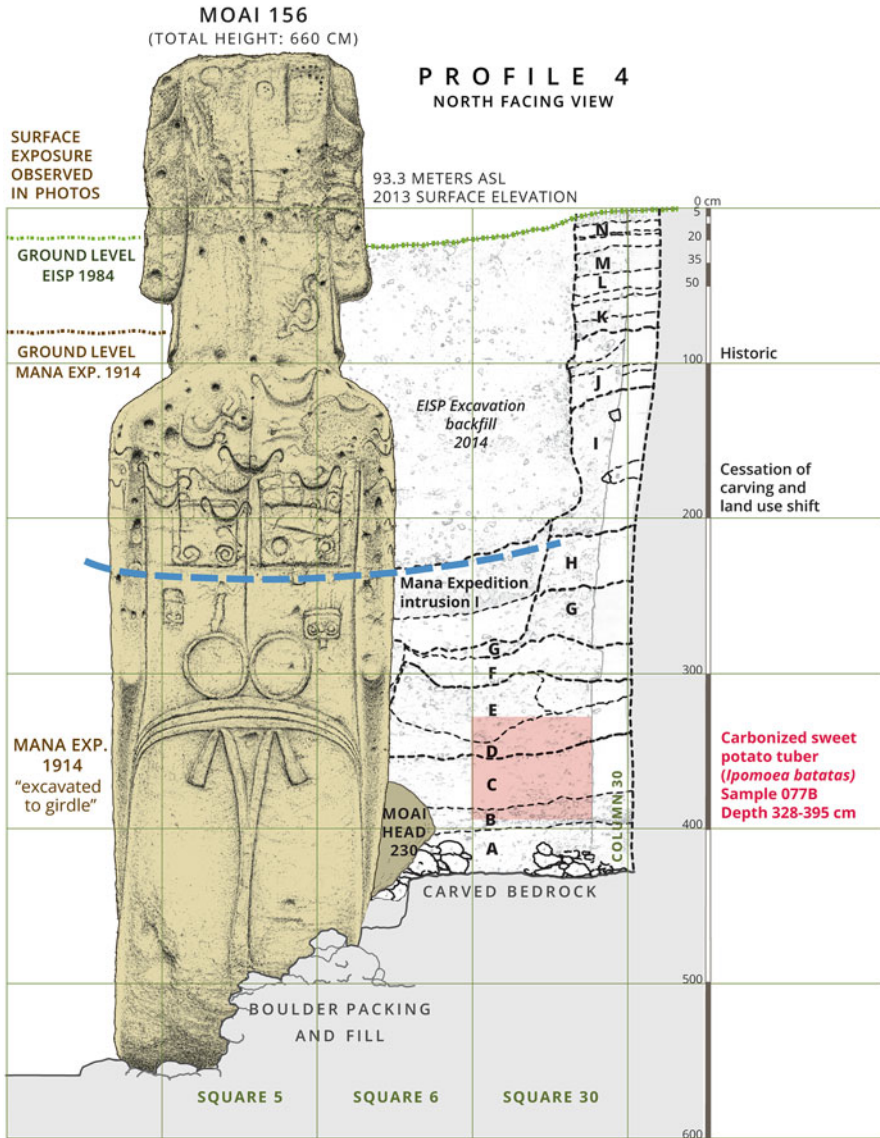 MOAI 156
(TOTAL HEIGHT: 660 CM)
PROFILE 4
NORTH FACING VIEW
SURFACE
EXPOSURE
OBSERVED
IN PHOTOS
93.3 METERS ASL
2013 SURFACE ELEVATION
0 cm
5
20
35
50
100
200
300
400
500
600
GROUND LEVEL
EISP 1984
GROUND LEVEL
MANA EXP. 1914
N
M
L
K
J
I
H
G
G
F
E
D
C
B
A
EISP Excavation
backfill
2014
Historic
Cessation of
carving and
land use shift
Mana Expedition
intrusion I
MANA EXP.
1914
“excavated
to girdle”
Carbonized sweet
potato tuber
(Ipomoea batatas)
Sample 077B
Depth 328-395 cm
MOAI
HEAD
230
COLUMN 30
CARVED BEDROCK
BOULDER PACKING
AND FILL
SQUARE 5
SQUARE 6
SQUARE 30